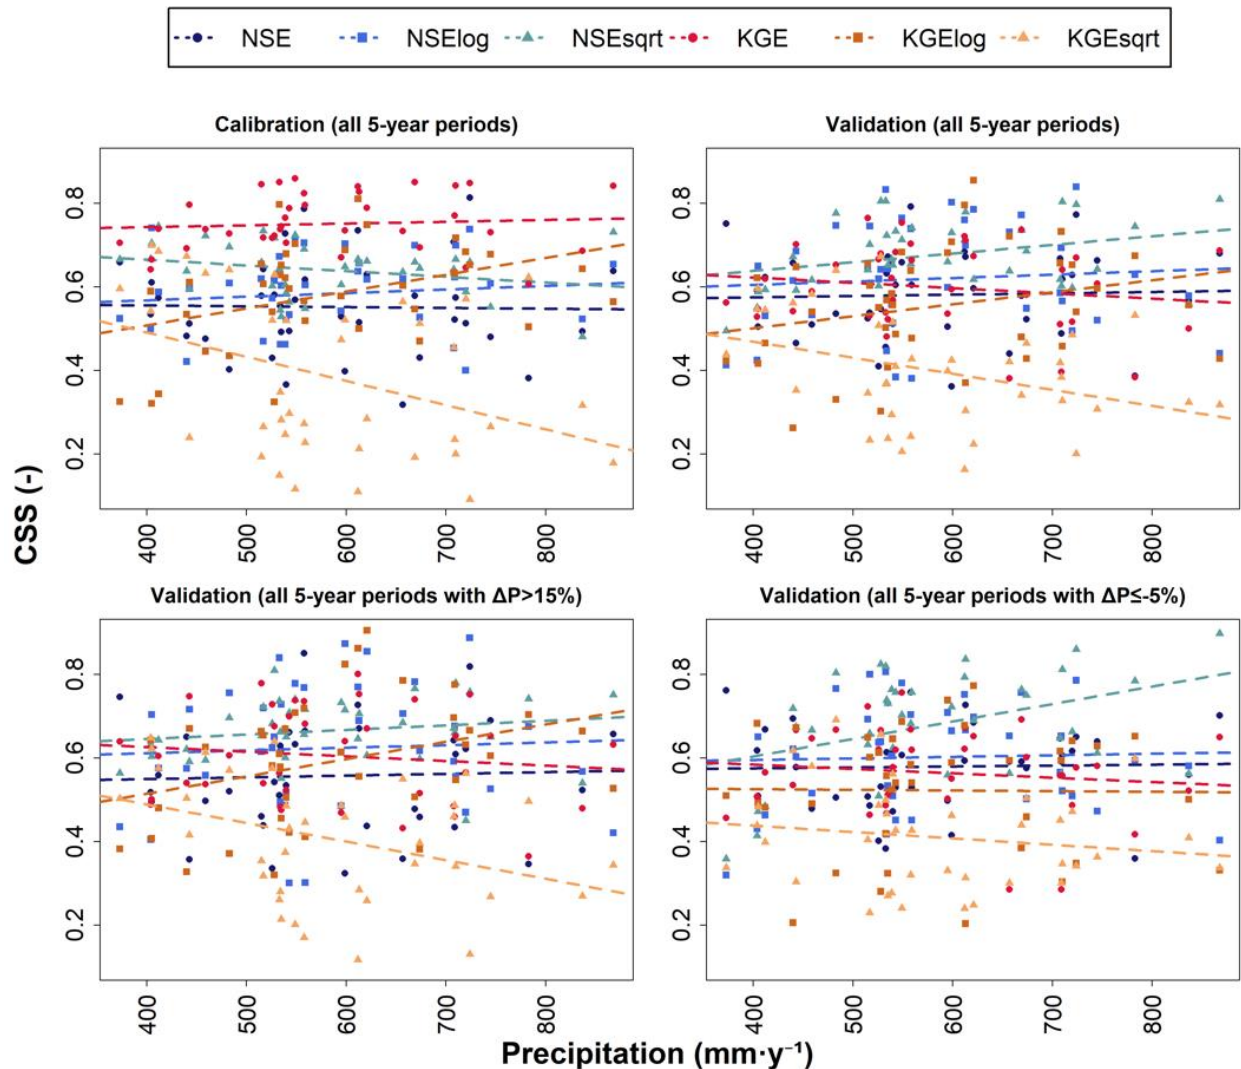 NSE NSElog NSEsqrt KGE KGElog KGEsqrt
Calibration (all 5-year periods)
Validation (all 5-year periods)
0.8
0.6
0.4
0.2
400 500 600 700 800
0.8
0.6
0.4
0.2
400 500 600 700 800
CSS (-)
Validation (all 5-year periods with ΔP>15%)
Validation (all 5-year periods with ΔP≤-5%)
0.8
0.6
0.4
0.2
400 500 600 700 800
0.8
0.6
0.4
0.2
400 500 600 700 800
Precipitation (mm·y⁻¹)